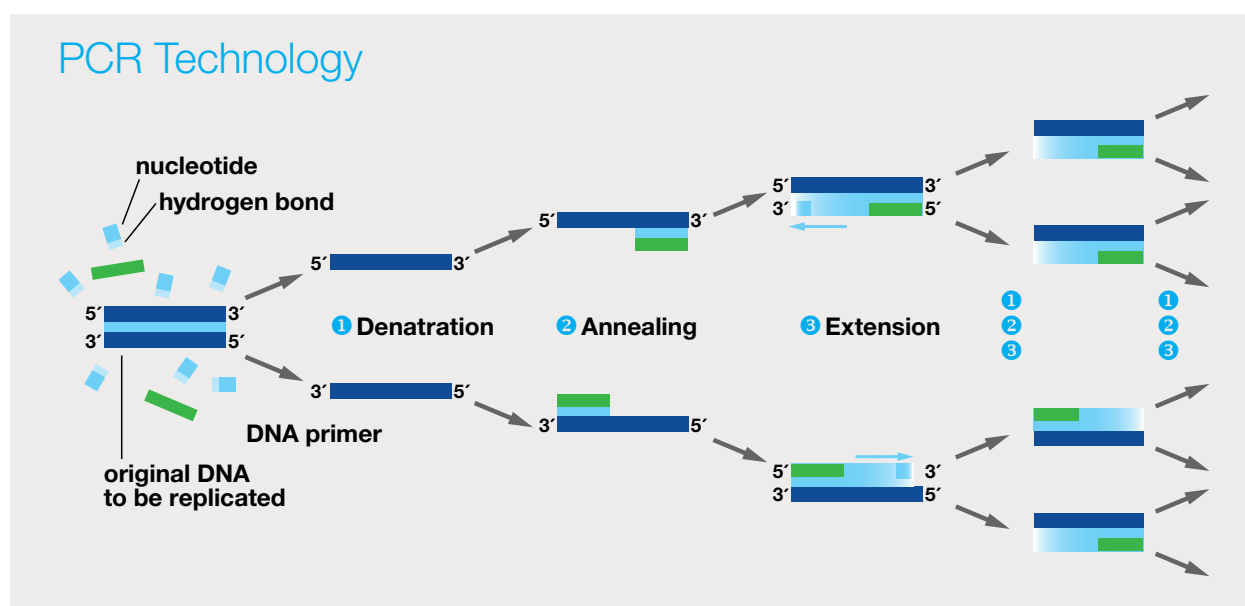 PCR Technology
nucleotide
hydrogen bond
5´ 3´
3´ 5´
original DNA
to be replicated
DNA primer
5´ 3´
3´ 5´
❶ Denatration
5´ 3´
3´ 5´
❷ Annealing
5´ 3´
3´ 5´
❸ Extension
5´ 3´
3´ 5´
❶
❷
❸
❶
❷
❸